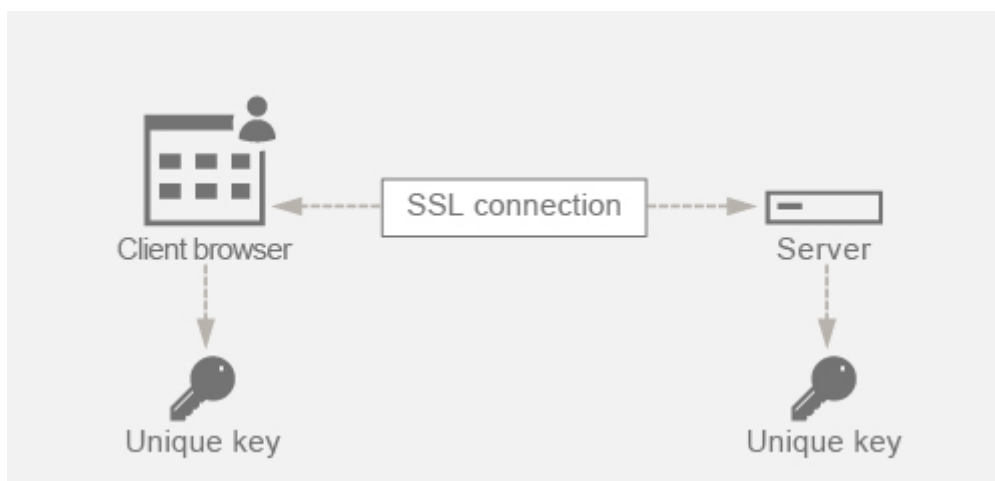 SSL connection
Client browser
Server
Unique key
Unique key